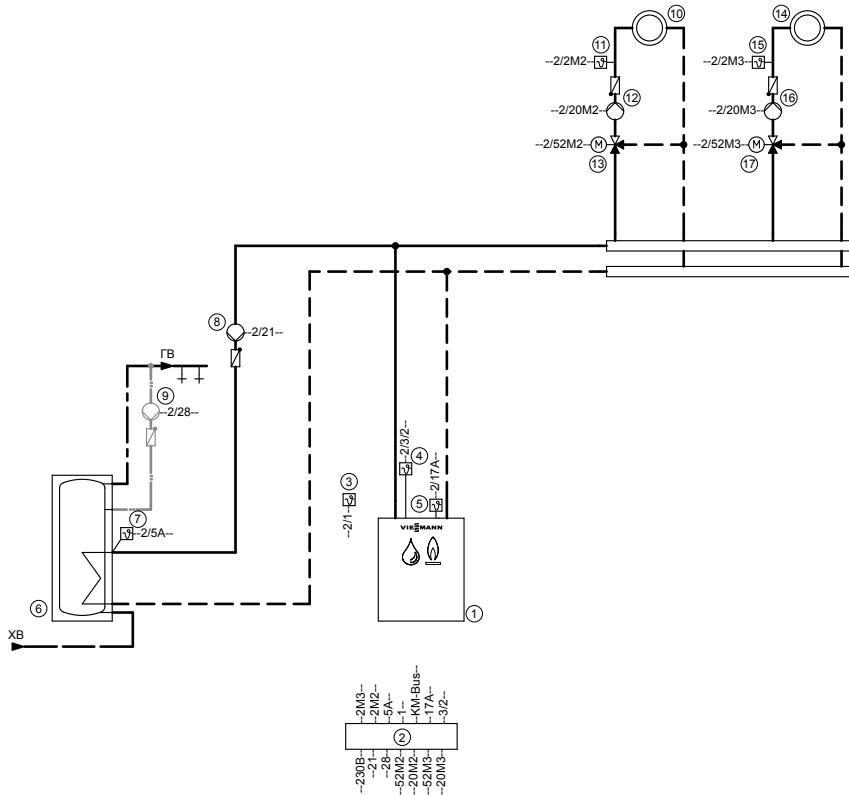 10
14
11
--2/2M2--
15
--2/2M3--
12
--2/20M2--
16
--2/20M3--
--2/52M2--
M
13
--2/52M3--
M
17
8
--2/21--
ГВ
9
--2/28--
--2/3/2--
4
3
--2/1--
--2/17A--
5
7
--2/5A--
VIESMANN
6
1
ХВ
--2M3--
--2M2--
--5A--
--1--
--KM-Bus--
--17A--
--3/2--
2
--230В--
--21--
--28--
--52M2--
--20M2--
--52M3--
--20M3--